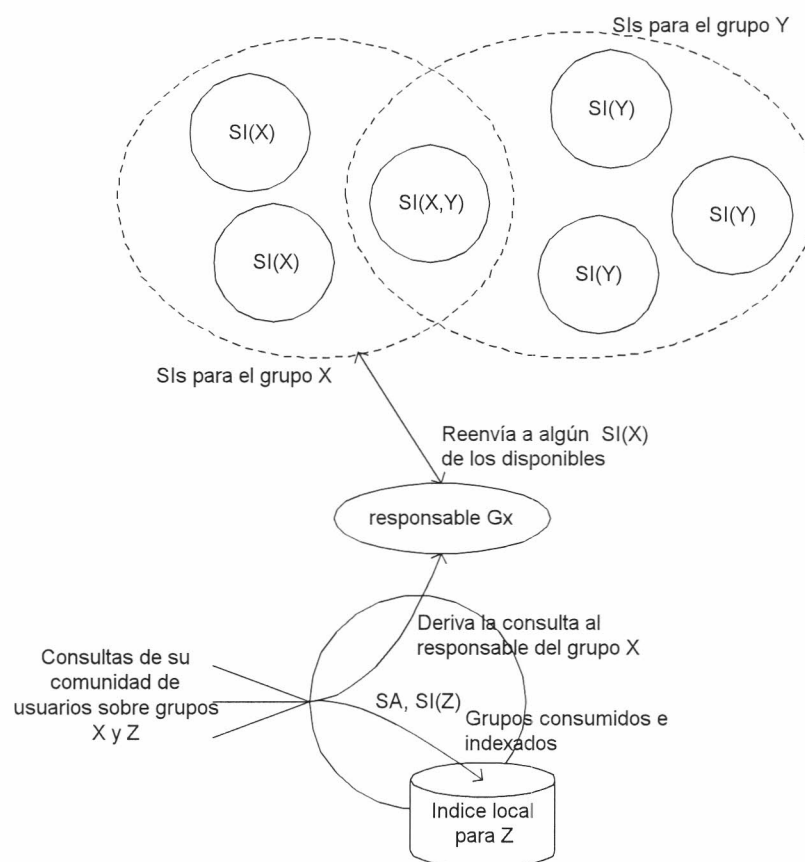 SIs para el grupo Y
SI(X)
SI(Y)
SI(X,Y)
SI(Y)
SI(X)
SI(Y)
SIs para el grupo X
Reenvía a algún SI(X)
de los disponibles
responsable Gx
Deriva la consulta al
responsable del grupo X
Consultas de su
comunidad de
usuarios sobre grupos
X y Z
SA, SI(Z)
Grupos consumidos e
indexados
Indice local
para Z